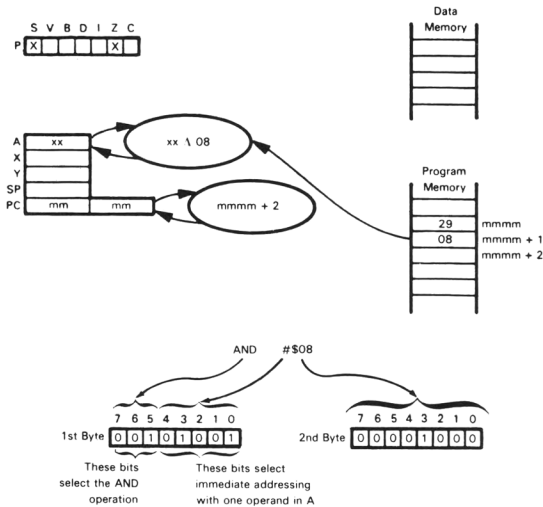 S V B D I Z C
P X X
Data
Memory
A xx
X
Y
SP
PC mm mm
xx ∧ 08
mmmm + 2
Program
Memory
29 mmmm
08 mmmm + 1
mmmm + 2
AND #$08
7 6 5 4 3 2 1 0
1st Byte 0 0 1 0 1 0 0 1
These bits
select the AND
operation
These bits select
immediate addressing
with one operand in A
7 6 5 4 3 2 1 0
2nd Byte 0 0 0 0 1 0 0 0